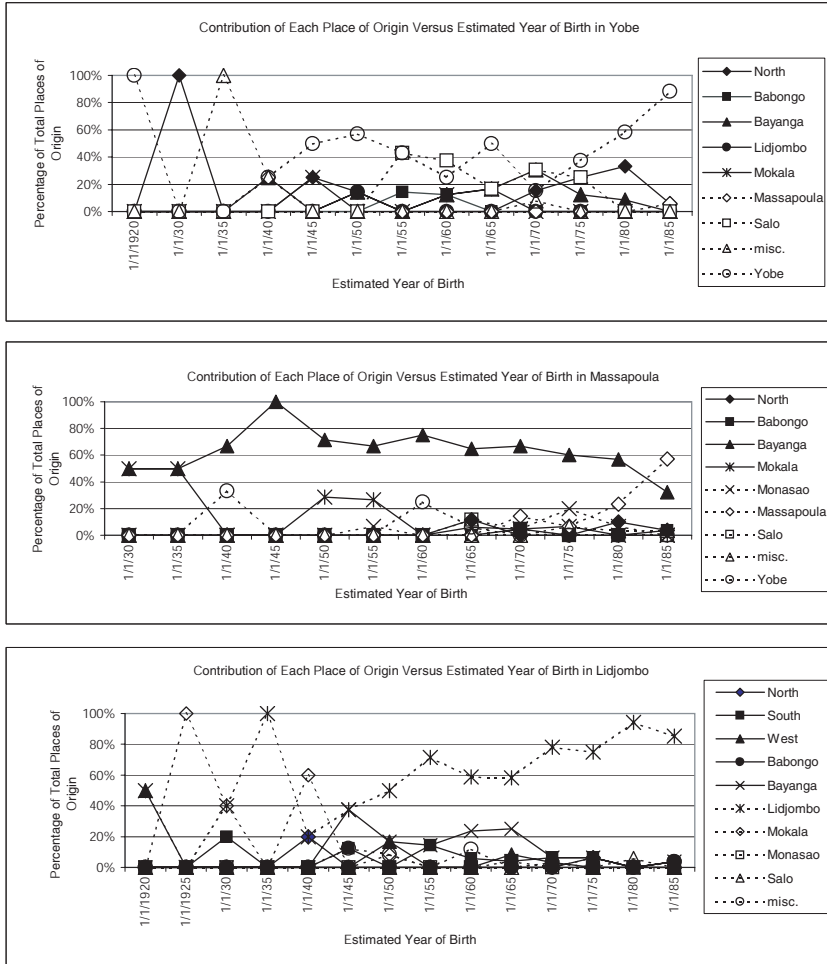 Contribution of Each Place of Origin Versus Estimated Year of Birth in Yobe
Percentage of Total Places of
Origin
100%
80%
60%
40%
20%
0%
1/1/1920
1/1/30
1/1/35
1/1/40
1/1/45
1/1/50
1/1/55
1/1/60
1/1/65
1/1/70
1/1/75
1/1/80
1/1/85
Estimated Year of Birth
North
Babongo
Bayanga
Lidjombo
Mokala
Massapoula
Salo
misc.
Yobe
Contribution of Each Place of Origin Versus Estimated Year of Birth in Massapoula
Percentage of Total Places of
Origin
100%
80%
60%
40%
20%
0%
1/1/30
1/1/35
1/1/40
1/1/45
1/1/50
1/1/55
1/1/60
1/1/65
1/1/70
1/1/75
1/1/80
1/1/85
Estimated Year of Birth
North
Babongo
Bayanga
Mokala
Monasao
Massapoula
Salo
misc.
Yobe
Contribution of Each Place of Origin Versus Estimated Year of Birth in Lidjombo
Percentage of Total Places of
Origin
100%
80%
60%
40%
20%
0%
1/1/1920
1/1/1925
1/1/30
1/1/35
1/1/40
1/1/45
1/1/50
1/1/55
1/1/60
1/1/65
1/1/70
1/1/75
1/1/80
1/1/85
Estimated Year of Birth
North
South
West
Babongo
Bayanga
Lidjombo
Mokala
Monasao
Salo
misc.